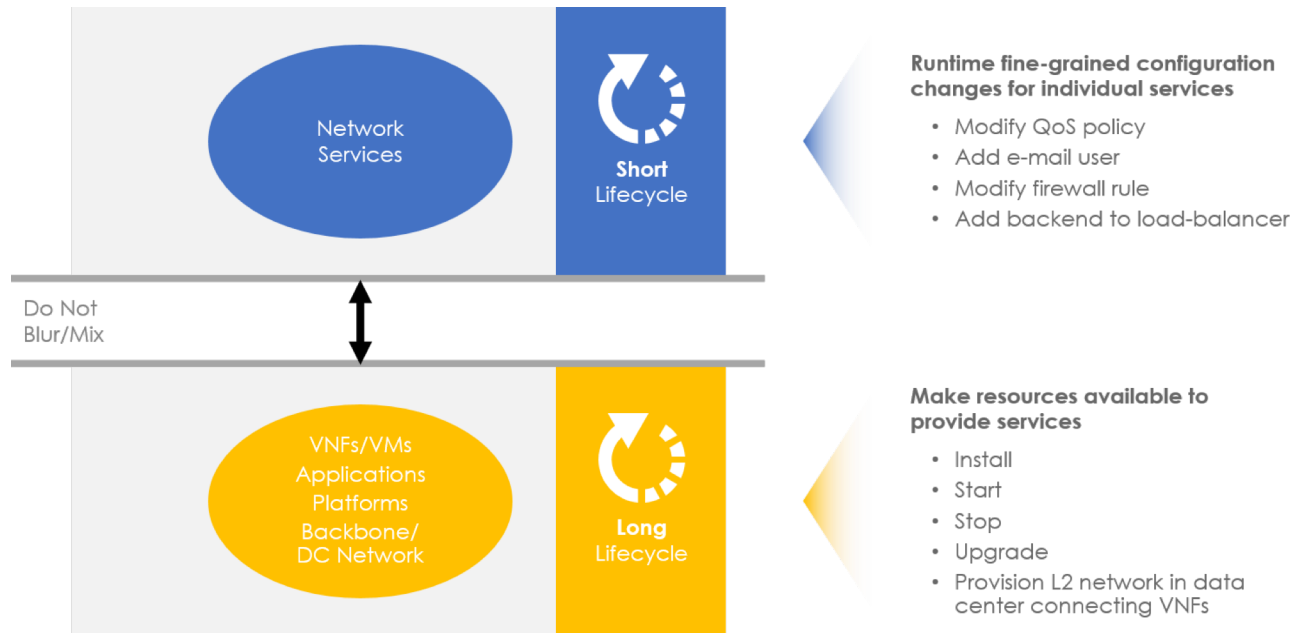 Network
Services
Short
Lifecycle
Runtime fine-grained configuration
changes for individual services
• Modify QoS policy
• Add e-mail user
• Modify firewall rule
• Add backend to load-balancer
Do Not
Blur/Mix
VNFs/VMs
Applications
Platforms
Backbone/
DC Network
Long
Lifecycle
Make resources available to
provide services
• Install
• Start
• Stop
• Upgrade
• Provision L2 network in data
center connecting VNFs